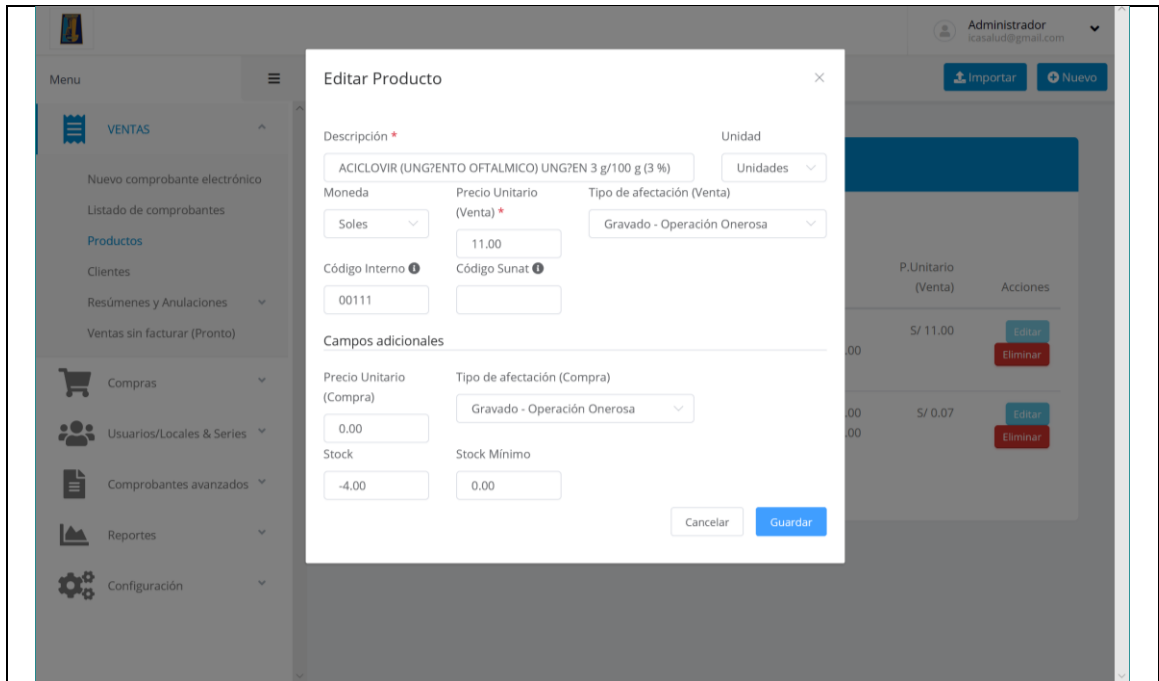 Administrador
icasalud@gmail.com
Menu
Importar
Nuevo
VENTAS
Nuevo comprobante electrónico
Listado de comprobantes
Productos
Clientes
Resúmenes y Anulaciones
Ventas sin facturar (Pronto)
Compras
Usuarios/Locales & Series
Comprobantes avanzados
Reportes
Configuración
Editar Producto
Descripción *
Unidad
ACICLOVIR (UNG?ENTO OFTALMICO) UNG?EN 3 g/100 g (3 %)
Unidades
Moneda
Precio Unitario
(Venta) *
Tipo de afectación (Venta)
Soles
11.00
Gravado - Operación Onerosa
Código Interno
Código Sunat
00111
Campos adicionales
Precio Unitario
(Compra)
Tipo de afectación (Compra)
0.00
Gravado - Operación Onerosa
Stock
Stock Mínimo
-4.00
0.00
Cancelar
Guardar
P.Unitario
(Venta)
Acciones
S/ 11.00
Editar
.00
Eliminar
.00
S/ 0.07
Editar
.00
Eliminar